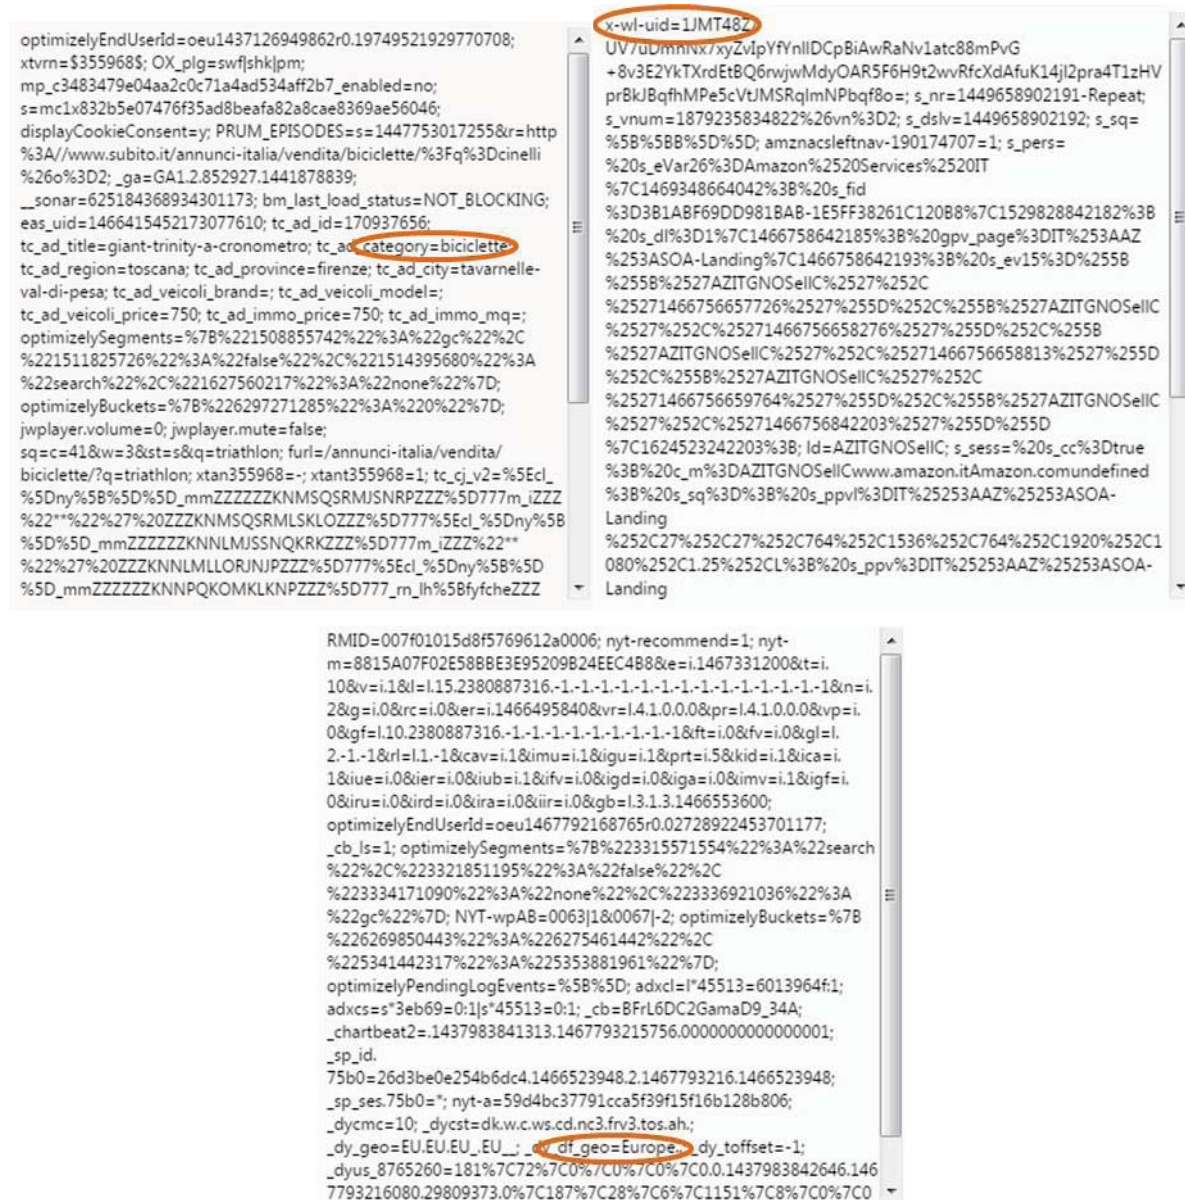 optimizelyEndUserId=oeu1437126949862r0.19749521929770708;
xtvrn=$355968$; OX_plg=swf|shk|pm;
mp_c3483479e04aa2c0c71a4ad534aff2b7_enabled=no;
s=mc1x832b5e07476f35ad8beafa82a8cae8369ae56046;
displayCookieConsent=y; PRUM_EPISODES=s=1447753017255&r=http
%3A//www.subito.it/annunci-italia/vendita/biciclette/%3Fq%3Dcinelli
%26o%3D2; _ga=GA1.2.852927.1441878839;
__sonar=625184368934301173; bm_last_load_status=NOT_BLOCKING;
eas_uid=1466415452173077610; tc_ad_id=170937656;
tc_ad_title=giant-trinity-a-cronometro; tc_ad_category=biciclette;
tc_ad_region=toscana; tc_ad_province=firenze; tc_ad_city=tavarnelle-
val-di-pesa; tc_ad_veicoli_brand=; tc_ad_veicoli_model=;
tc_ad_veicoli_price=750; tc_ad_immo_price=750; tc_ad_immo_mq=;
optimizelySegments=%7B%221508855742%22%3A%22gc%22%2C
%221511825726%22%3A%22false%22%2C%221514395680%22%3A
%22search%22%2C%221627560217%22%3A%22none%22%7D;
optimizelyBuckets=%7B%226297271285%22%3A%220%22%7D;
jwplayer.volume=0; jwplayer.mute=false;
sq=c=41&w=3&st=s&q=triathlon; furl=/annunci-italia/vendita/
biciclette/?q=triathlon; xtan355968=-; xtant355968=1; tc_cj_v2=%5Ecl_
%5Dny%5B%5D%5D_mmZZZZZZKNMSQSRMJSNRPZZZ%5D777m_iZZZ
%22**%22%27%20ZZZKNMSQSRMLSKLOZZZ%5D777%5Ecl_%5Dny%5B
%5D%5D_mmZZZZZZKNNLMJSSNQKRKZZZ%5D777m_iZZZ%22**
%22%27%20ZZZKNNLMLLORJNJPZZZ%5D777%5Ecl_%5Dny%5B%5D
%5D_mmZZZZZZKNNPQKOMKLKNPZZZ%5D777_rn_lh%5BfyfcheZZZ
x-wl-uid=1JMT48Z
UV7uDmhNx7xyZvIpYfYnlIDCpBiAwRaNv1atc88mPvG
+8v3E2YkTXrdEtBQ6rwjwMdyOAR5F6H9t2wvRfcXdAfuK14jI2pra4T1zHV
prBkJBqfhMPe5cVtJMSRqlmNPbqf8o=; s_nr=1449658902191-Repeat;
s_vnum=1879235834822%26vn%3D2; s_dslv=1449658902192; s_sq=
%5B%5BB%5D%5D; amznacsleftnav-190174707=1; s_pers=
%20s_eVar26%3DAmazon%2520Services%2520IT
%7C1469348664042%3B%20s_fid
%3D3B1ABF69DD981BAB-1E5FF38261C120B8%7C1529828842182%3B
%20s_dl%3D1%7C1466758642185%3B%20gpv_page%3DIT%253AAZ
%253ASOA-Landing%7C1466758642193%3B%20s_ev15%3D%255B
%255B%2527AZITGNOSellC%2527%252C
%25271466756657726%2527%255D%252C%255B%2527AZITGNOSellC
%2527%252C%25271466756658276%2527%255D%252C%255B
%2527AZITGNOSellC%2527%252C%25271466756658813%2527%255D
%252C%255B%2527AZITGNOSellC%2527%252C
%25271466756659764%2527%255D%252C%255B%2527AZITGNOSellC
%2527%252C%25271466756842203%2527%255D%255D
%7C1624523242203%3B; ld=AZITGNOSellC; s_sess=%20s_cc%3Dtrue
%3B%20c_m%3DAZITGNOSellCwww.amazon.itAmazon.comundefined
%3B%20s_sq%3D%3B%20s_ppvl%3DIT%25253AAZ%25253ASOA-
Landing
%252C27%252C27%252C764%252C1536%252C764%252C1920%252C1
080%252C1.25%252CL%3B%20s_ppv%3DIT%25253AAZ%25253ASOA-
Landing
RMID=007f01015d8f5769612a0006; nyt-recommend=1; nyt-
m=8815A07F02E58BBE3E95209B24EEC4B8&e=i.1467331200&t=i.
10&v=i.1&l=l.15.2380887316.-1.-1.-1.-1.-1.-1.-1.-1.-1.-1.-1.-1.-1.-1&n=i.
2&g=i.0&rc=i.0&er=i.1466495840&vr=l.4.1.0.0.0&pr=l.4.1.0.0.0&vp=i.
0&gf=l.10.2380887316.-1.-1.-1.-1.-1.-1.-1.-1.-1&ft=i.0&fv=i.0&gl=l.
2.-1.-1&rl=l.1.-1&cav=i.1&imu=i.1&igu=i.1&prt=i.5&kid=i.1&ica=i.
1&iue=i.0&ier=i.0&iub=i.1&ifv=i.0&igd=i.0&iga=i.0&imv=i.1&igf=i.
0&iru=i.0&ird=i.0&ira=i.0&iir=i.0&gb=l.3.1.3.1466553600;
optimizelyEndUserId=oeu1467792168765r0.02728922453701177;
_cb_ls=1; optimizelySegments=%7B%223315571554%22%3A%22search
%22%2C%223321851195%22%3A%22false%22%2C
%223334171090%22%3A%22none%22%2C%223336921036%22%3A
%22gc%22%7D; NYT-wpAB=0063|1&0067|-2; optimizelyBuckets=%7B
%226269850443%22%3A%226275461442%22%2C
%225341442317%22%3A%225353881961%22%7D;
optimizelyPendingLogEvents=%5B%5D; adxcl=l*45513=6013964f:1;
adxcs=s*3eb69=0:1|s*45513=0:1; _cb=BFrL6DC2GamaD9_34A;
_chartbeat2=.1437983841313.1467793215756.0000000000000001;
_sp_id.
75b0=26d3be0e254b6dc4.1466523948.2.1467793216.1466523948;
_sp_ses.75b0=*; nyt-a=59d4bc37791cca5f39f15f16b128b806;
_dycmc=10; _dycst=dk.w.c.ws.cd.nc3.frv3.tos.ah.;
_dy_geo=EU.EU.EU_.EU__; _dy_df_geo=Europe.. _dy_toffset=-1;
_dyus_8765260=181%7C72%7C0%7C0%7C0%7C0.0.1437983842646.146
7793216080.29809373.0%7C187%7C28%7C6%7C1151%7C8%7C0%7C0